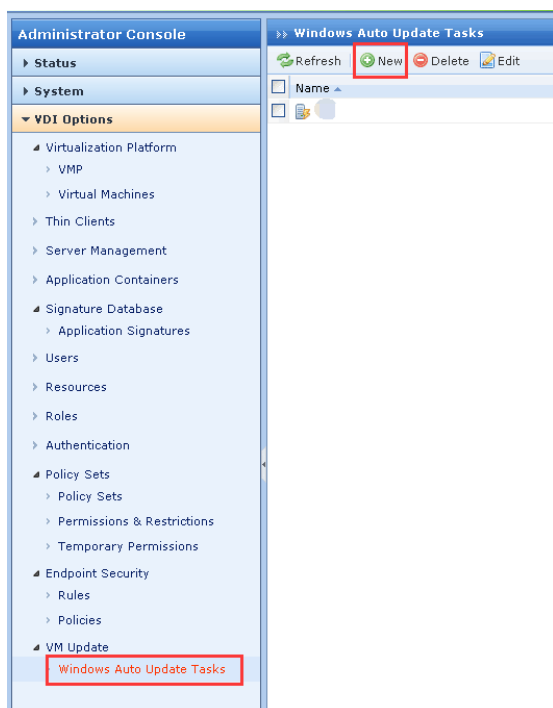 Administrator Console
Status
System
VDI Options
Virtualization Platform
VMP
Virtual Machines
Thin Clients
Server Management
Application Containers
Signature Database
Application Signatures
Users
Resources
Roles
Authentication
Policy Sets
Policy Sets
Permissions & Restrictions
Temporary Permissions
Endpoint Security
Rules
Policies
VM Update
Windows Auto Update Tasks
Windows Auto Update Tasks
Refresh New Delete Edit
Name